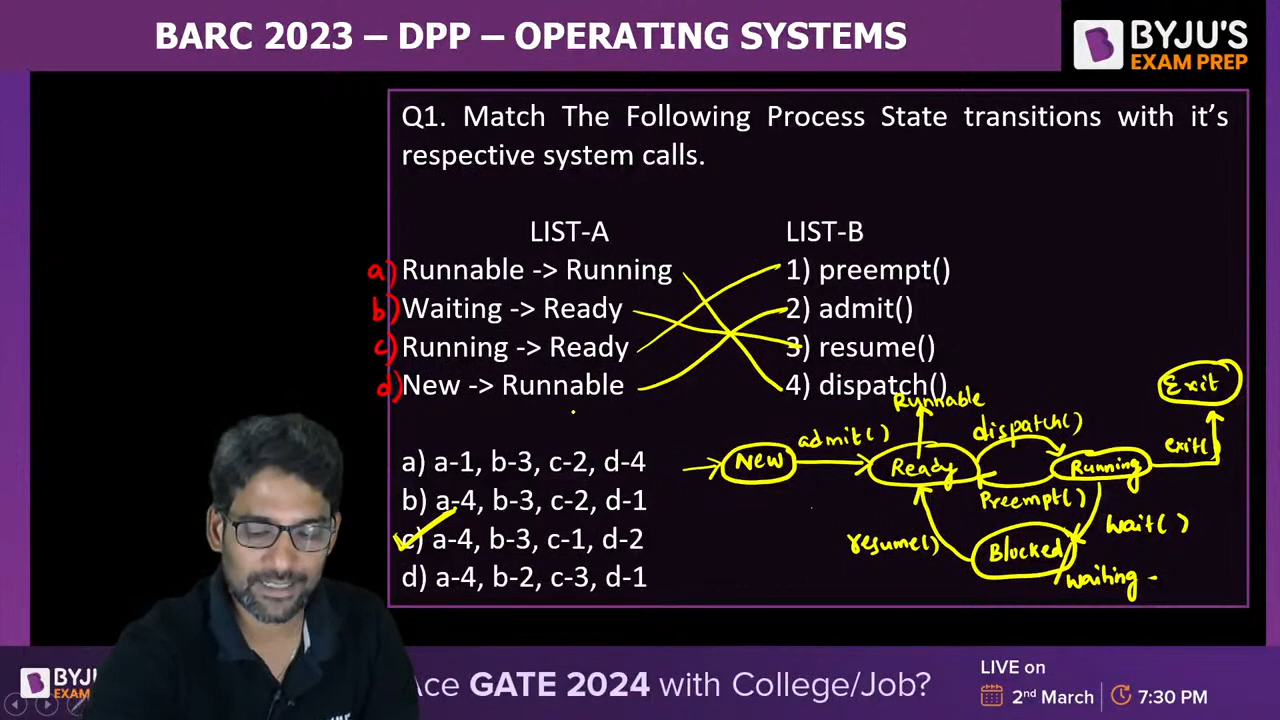 BARC 2023 – DPP – OPERATING SYSTEMS
BYJU'S
EXAM PREP
Q1. Match The Following Process State transitions with it's
respective system calls.
LIST-A
LIST-B
a) Runnable -> Running
1) preempt()
b) Waiting -> Ready
2) admit()
c) Running -> Ready
3) resume()
d) New -> Runnable
4) dispatch()
a) a-1, b-3, c-2, d-4
b) a-4, b-3, c-2, d-1
c) a-4, b-3, c-1, d-2
d) a-4, b-2, c-3, d-1
Exit
Runnable
admit()
dispatch()
exit()
New
Ready
Running
Preempt()
wait()
resume()
Blocked
waiting
BYJU'S
EXAM
Ace GATE 2024 with College/Job?
LIVE on
2nd March
7:30 PM